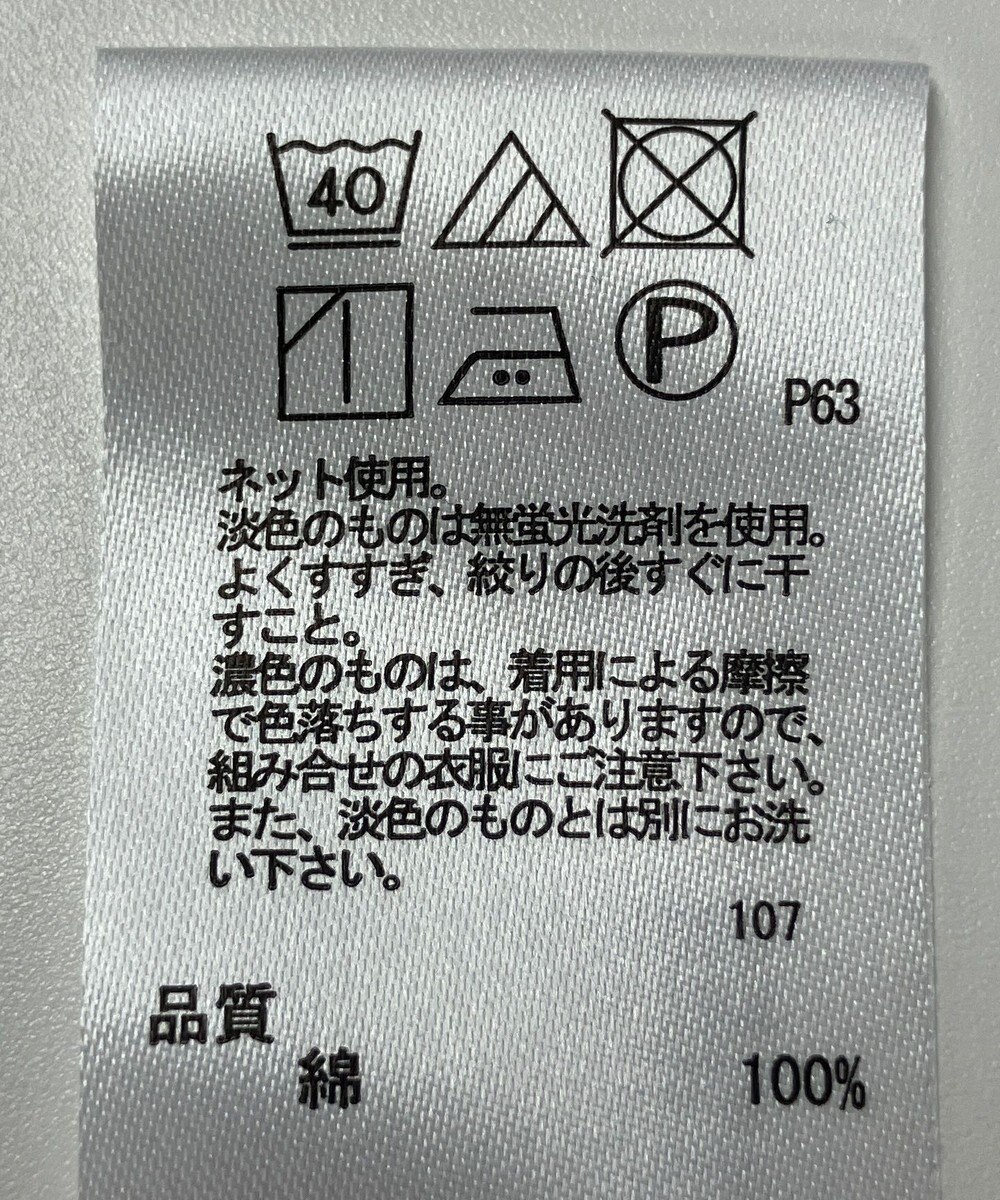 40
P
P63
ネット使用。
淡色のものは無蛍光洗剤を使用。
よくすすぎ、絞りの後すぐに干
すこと。
濃色のものは、着用による摩擦
で色落ちする事がありますので、
組み合せの衣服にご注意下さい。
また、淡色のものとは別にお洗
い下さい。
107
品質
綿 100%